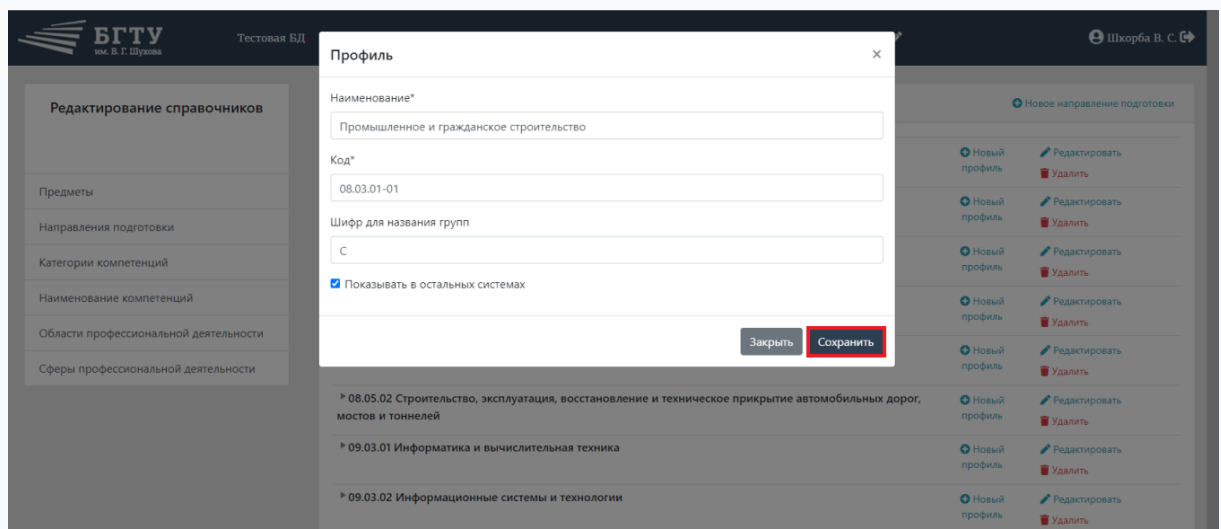 БГТУ
им. В. Г. Шухова
Тестовая БД
Шкорба В. С.
Редактирование справочников
Предметы
Направления подготовки
Категории компетенций
Наименование компетенций
Области профессиональной деятельности
Сферы профессиональной деятельности
Профиль
×
Наименование*
Промышленное и гражданское строительство
Код*
08.03.01-01
Шифр для названия групп
С
Показывать в остальных системах
Закрыть Сохранить
Новое направление подготовки
Новый Редактировать
профиль Удалить
Новый Редактировать
профиль Удалить
Новый Редактировать
профиль Удалить
Новый Редактировать
профиль Удалить
Новый Редактировать
профиль Удалить
08.05.02 Строительство, эксплуатация, восстановление и техническое прикрытие автомобильных дорог,
мостов и тоннелей
Новый Редактировать
профиль Удалить
09.03.01 Информатика и вычислительная техника
Новый Редактировать
профиль Удалить
09.03.02 Информационные системы и технологии
Новый Редактировать
профиль Удалить